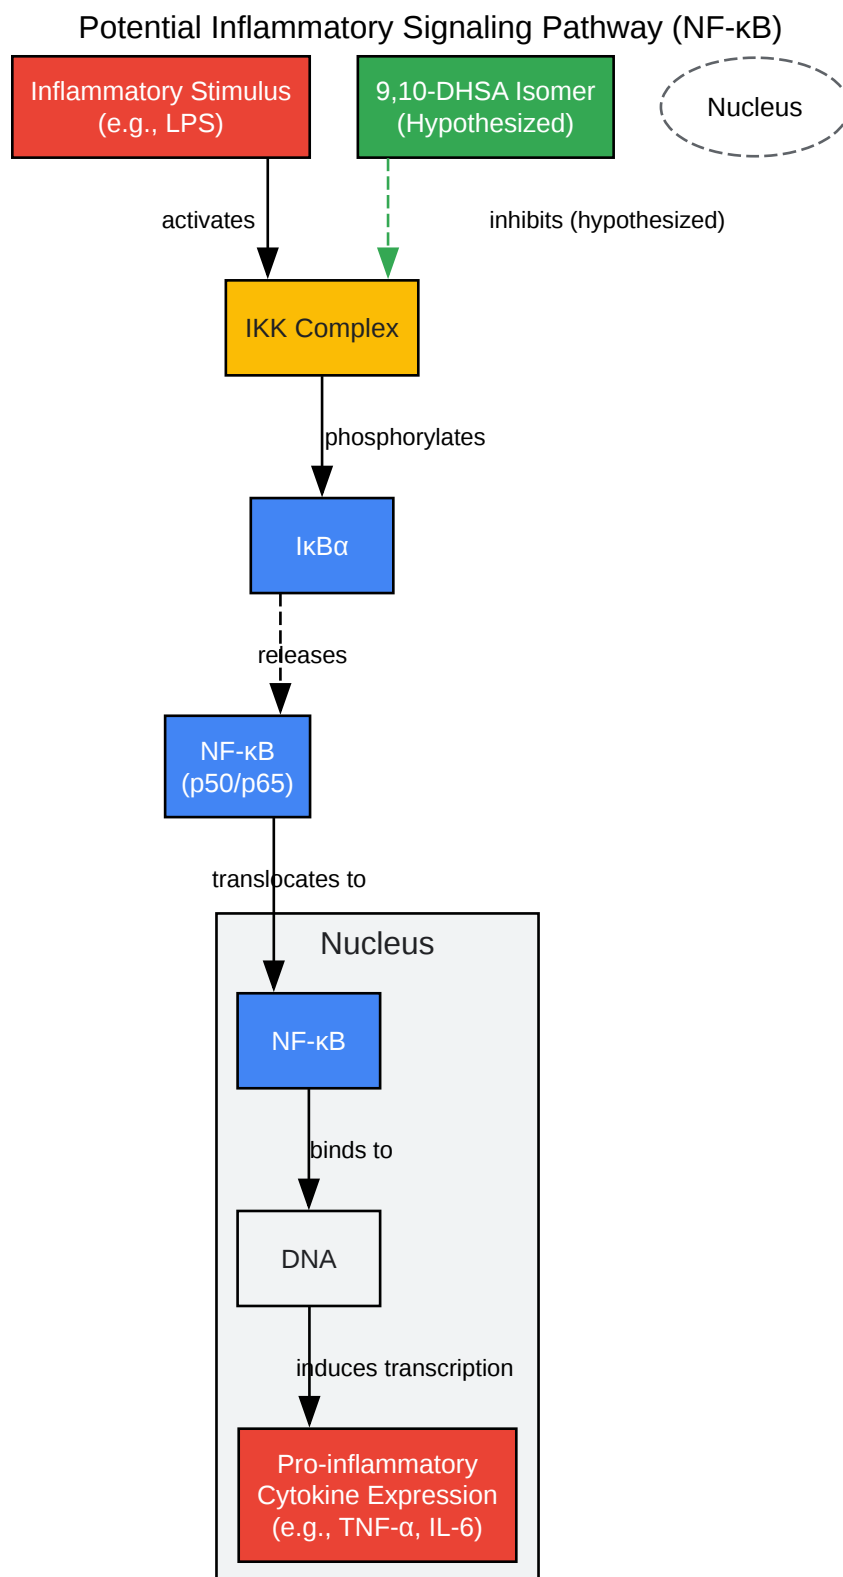 Potential Inflammatory Signaling Pathway (NF-κB)
Inflammatory Stimulus
(e.g., LPS)
9,10-DHSA Isomer
(Hypothesized)
Nucleus
activates
inhibits (hypothesized)
IKK Complex
phosphorylates
IκBα
releases
NF-κB
(p50/p65)
translocates to
Nucleus
NF-κB
binds to
DNA
induces transcription
Pro-inflammatory
Cytokine Expression
(e.g., TNF-α, IL-6)